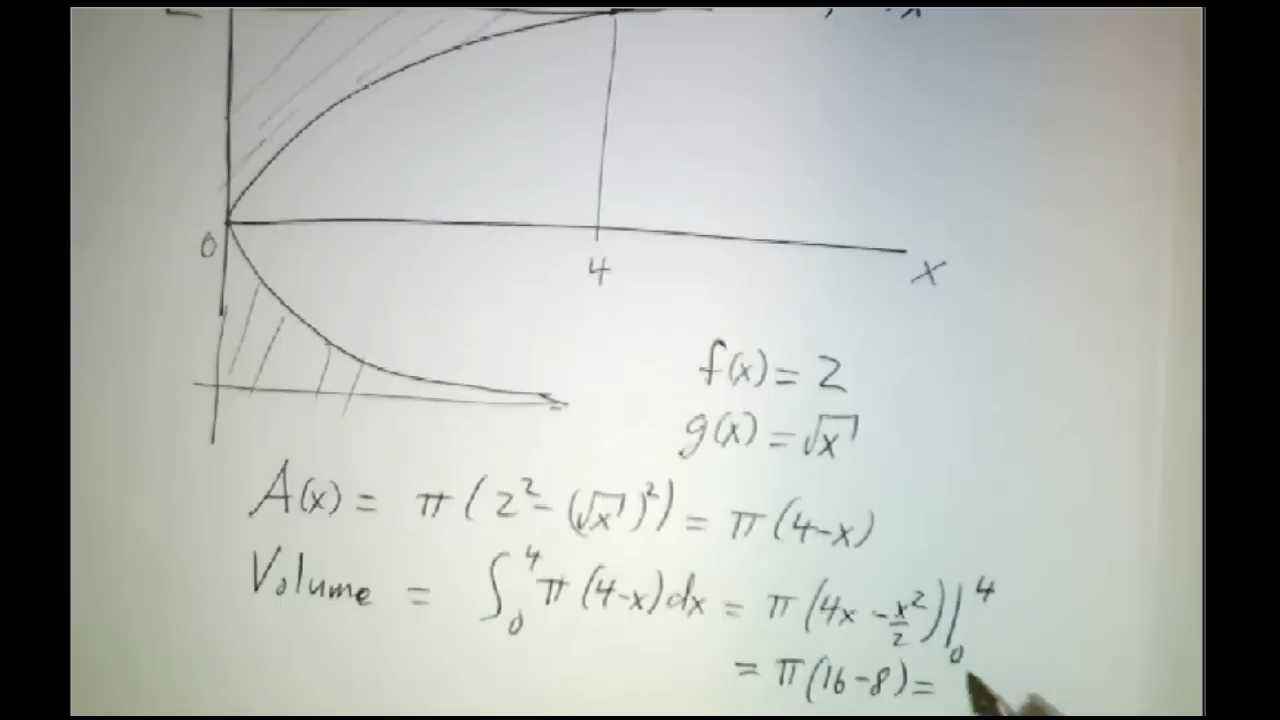 0
4
x
f(x) = 2
g(x) = √x
A(x) = π(2² - (√x)²) = π(4-x)
Volume = ∫₀⁴ π(4-x)dx = π(4x - x²/2)|₀⁴
= π(16-8) =